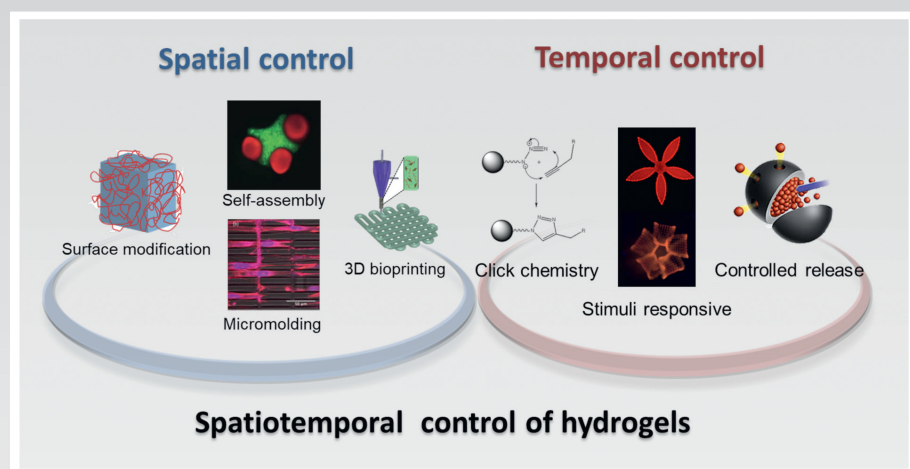 Spatial control
Temporal control
Self-assembly
Surface modification
3D bioprinting
Micromolding
Click chemistry
Controlled release
Stimuli responsive
Spatiotemporal control of hydrogels